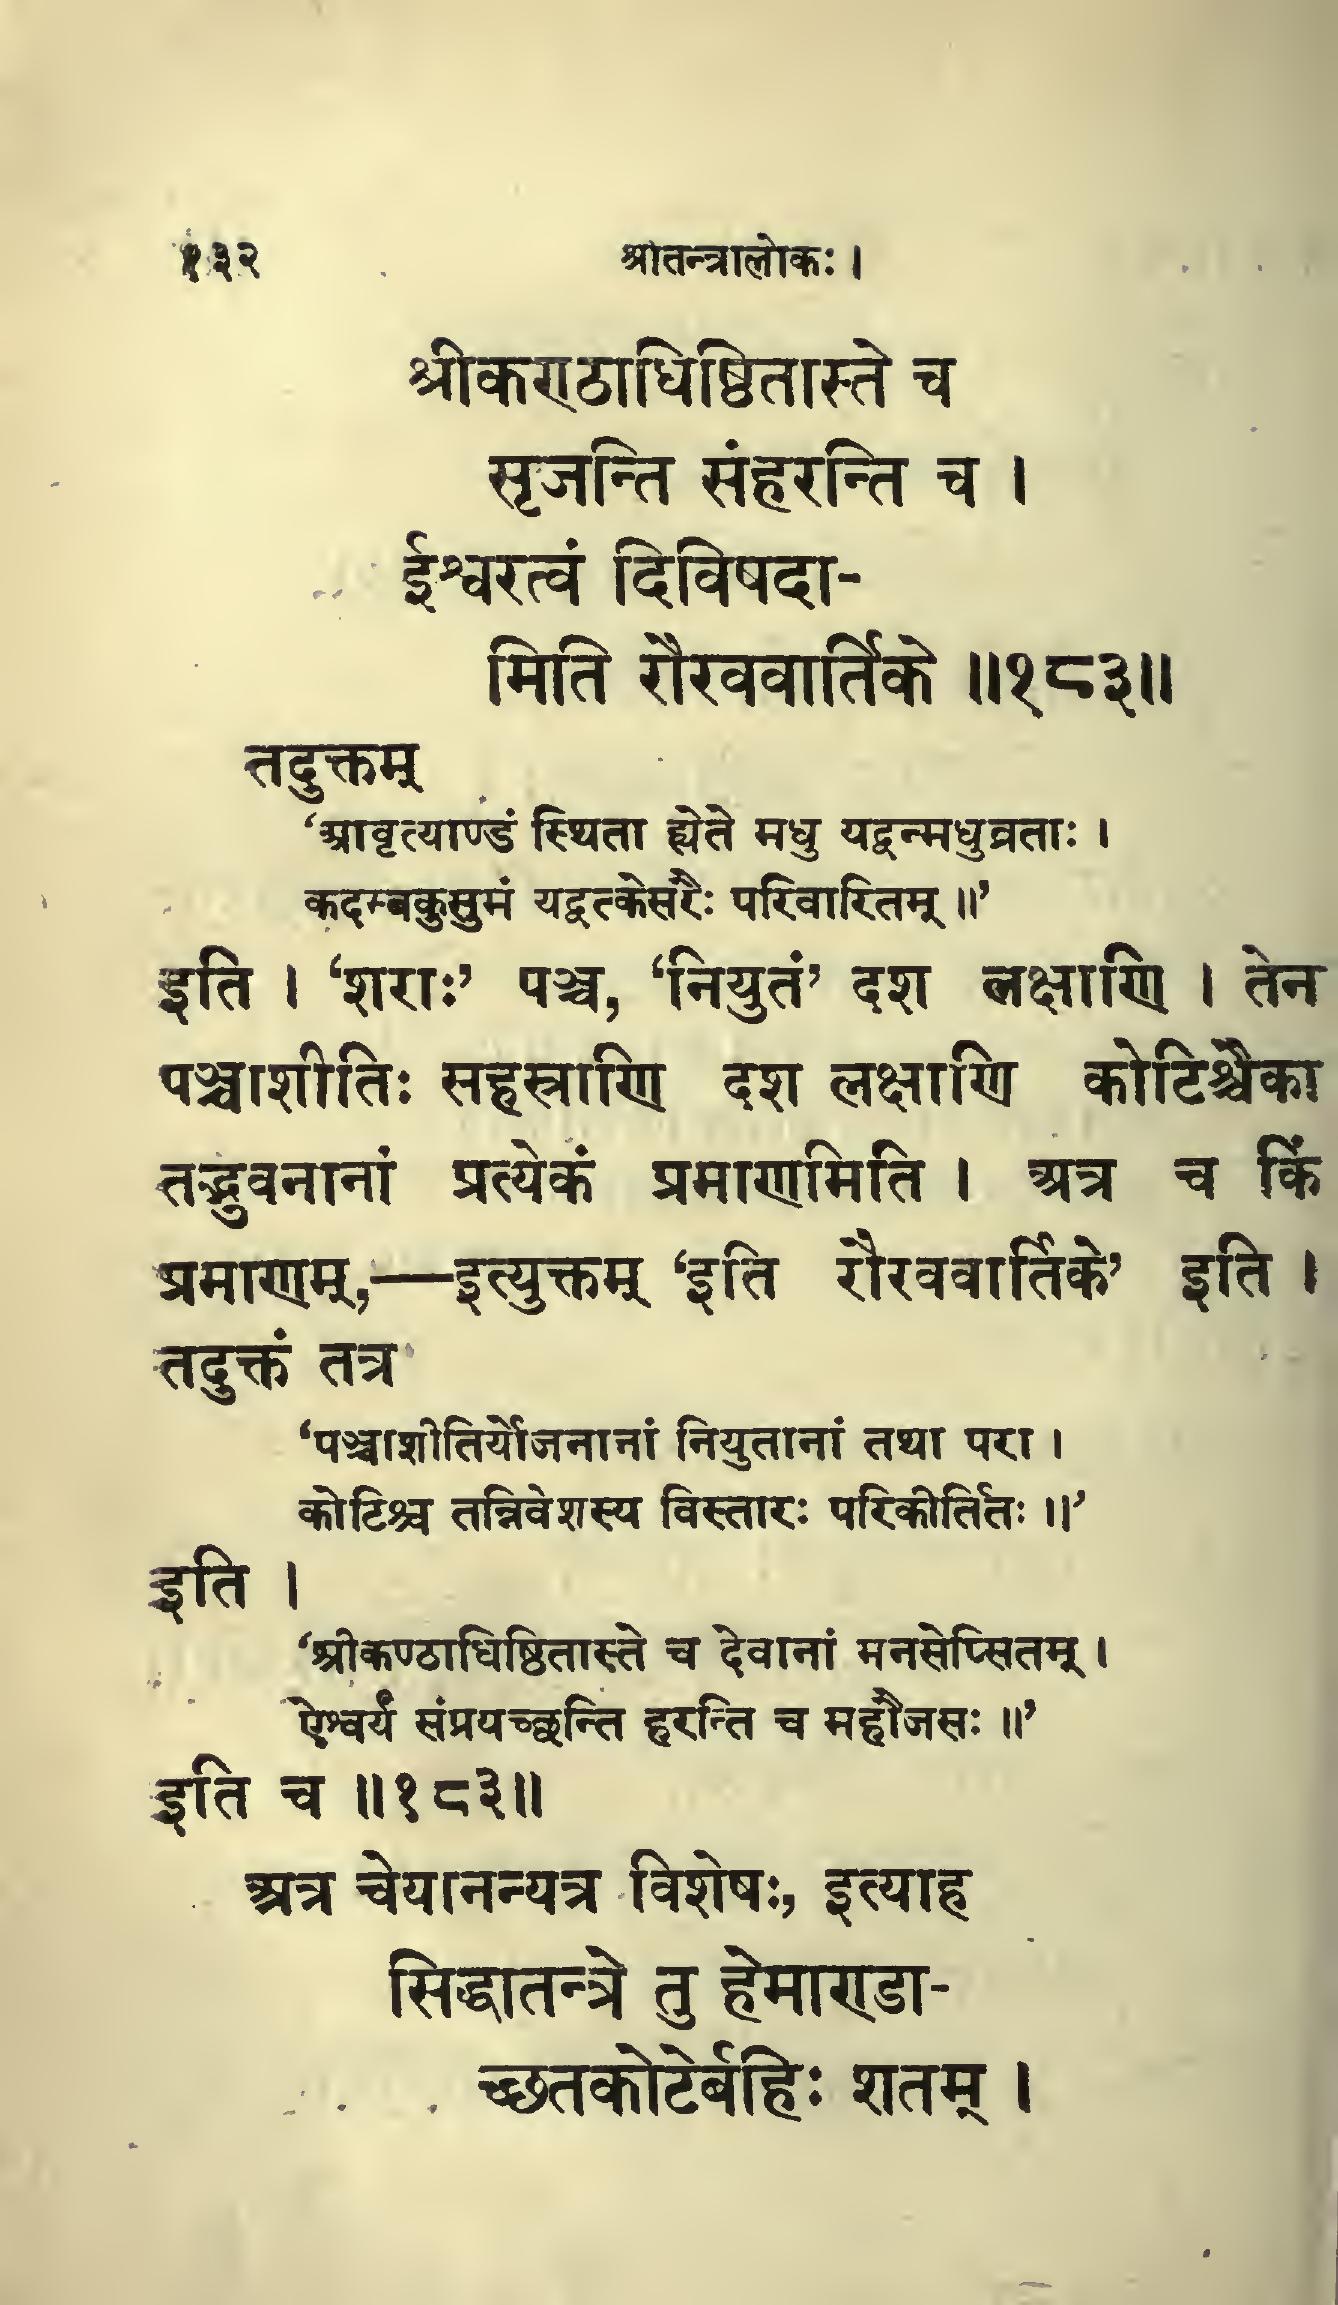 १३२ श्रीतन्त्रालोकः ।
श्रीकण्ठाधिष्ठितास्ते च
सृजन्ति संहरन्ति च ।
ईश्वरत्वं दिविषदा-
मिति रौरववार्तिके ॥१८३॥
तदुक्तम्
‘आवृत्याण्डं स्थिता ह्येते मधु यद्वन्मधुव्रताः ।
कदम्बकुसुमं यद्वत्केसरैः परिवारितम् ॥’
इति । ‘शराः’ पञ्च, ‘नियुतं’ दश लक्षाणि । तेन
पञ्चाशीतिः सहस्राणि दश लक्षाणि कोटिश्चैका
तद्भुवनानां प्रत्येकं प्रमाणमिति । अत्र च किं
प्रमाणम्,—इत्युक्तम् ‘इति रौरववार्तिके’ इति ।
तदुक्तं तत्र
‘पञ्चाशीतिर्योजनानां नियुतानां तथा परा ।
कोटिश्च तन्निवेशस्य विस्तारः परिकीर्तितः ॥’
इति ।
‘श्रीकण्ठाधिष्ठितास्ते च देवानां मनसेप्सितम् ।
ऐश्वर्यं संप्रयच्छन्ति हरन्ति च महौजसः ॥’
इति च ॥१८३॥
अत्र चेयानन्यत्र विशेषः, इत्याह
सिद्धातन्त्रे तु हेमाण्डा-
च्छतकोटेर्बहिः शतम् ।